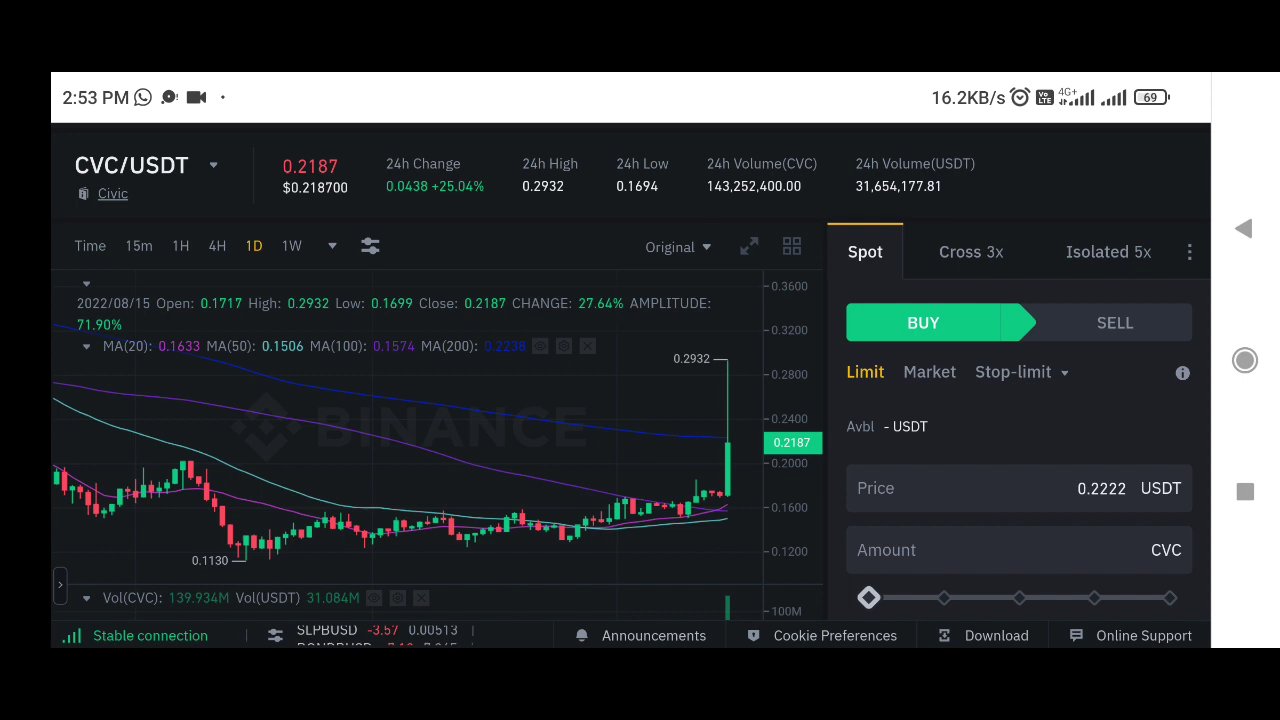 2:53 PM
16.2KB/s
Vo LTE
4G+
69
CVC/USDT
Civic
0.2187
$0.218700
24h Change
0.0438 +25.04%
24h High
0.2932
24h Low
0.1694
24h Volume(CVC)
143,252,400.00
24h Volume(USDT)
31,654,177.81
Time 15m 1H 4H 1D 1W
Original
2022/08/15 Open: 0.1717 High: 0.2932 Low: 0.1699 Close: 0.2187 CHANGE: 27.64% AMPLITUDE:
71.90%
MA(20): 0.1633 MA(50): 0.1506 MA(100): 0.1574 MA(200): 0.2238
0.2932
BINANCE
0.1130
0.3600
0.3200
0.2800
0.2400
0.2187
0.2000
0.1600
0.1200
Vol(CVC): 139.934M Vol(USDT) 31.084M
100M
Spot Cross 3x Isolated 5x
BUY SELL
Limit Market Stop-limit
Avbl - USDT
Price 0.2222 USDT
Amount CVC
Stable connection
SLPBUSD -3.57 0.00513
Announcements
Cookie Preferences
Download
Online Support